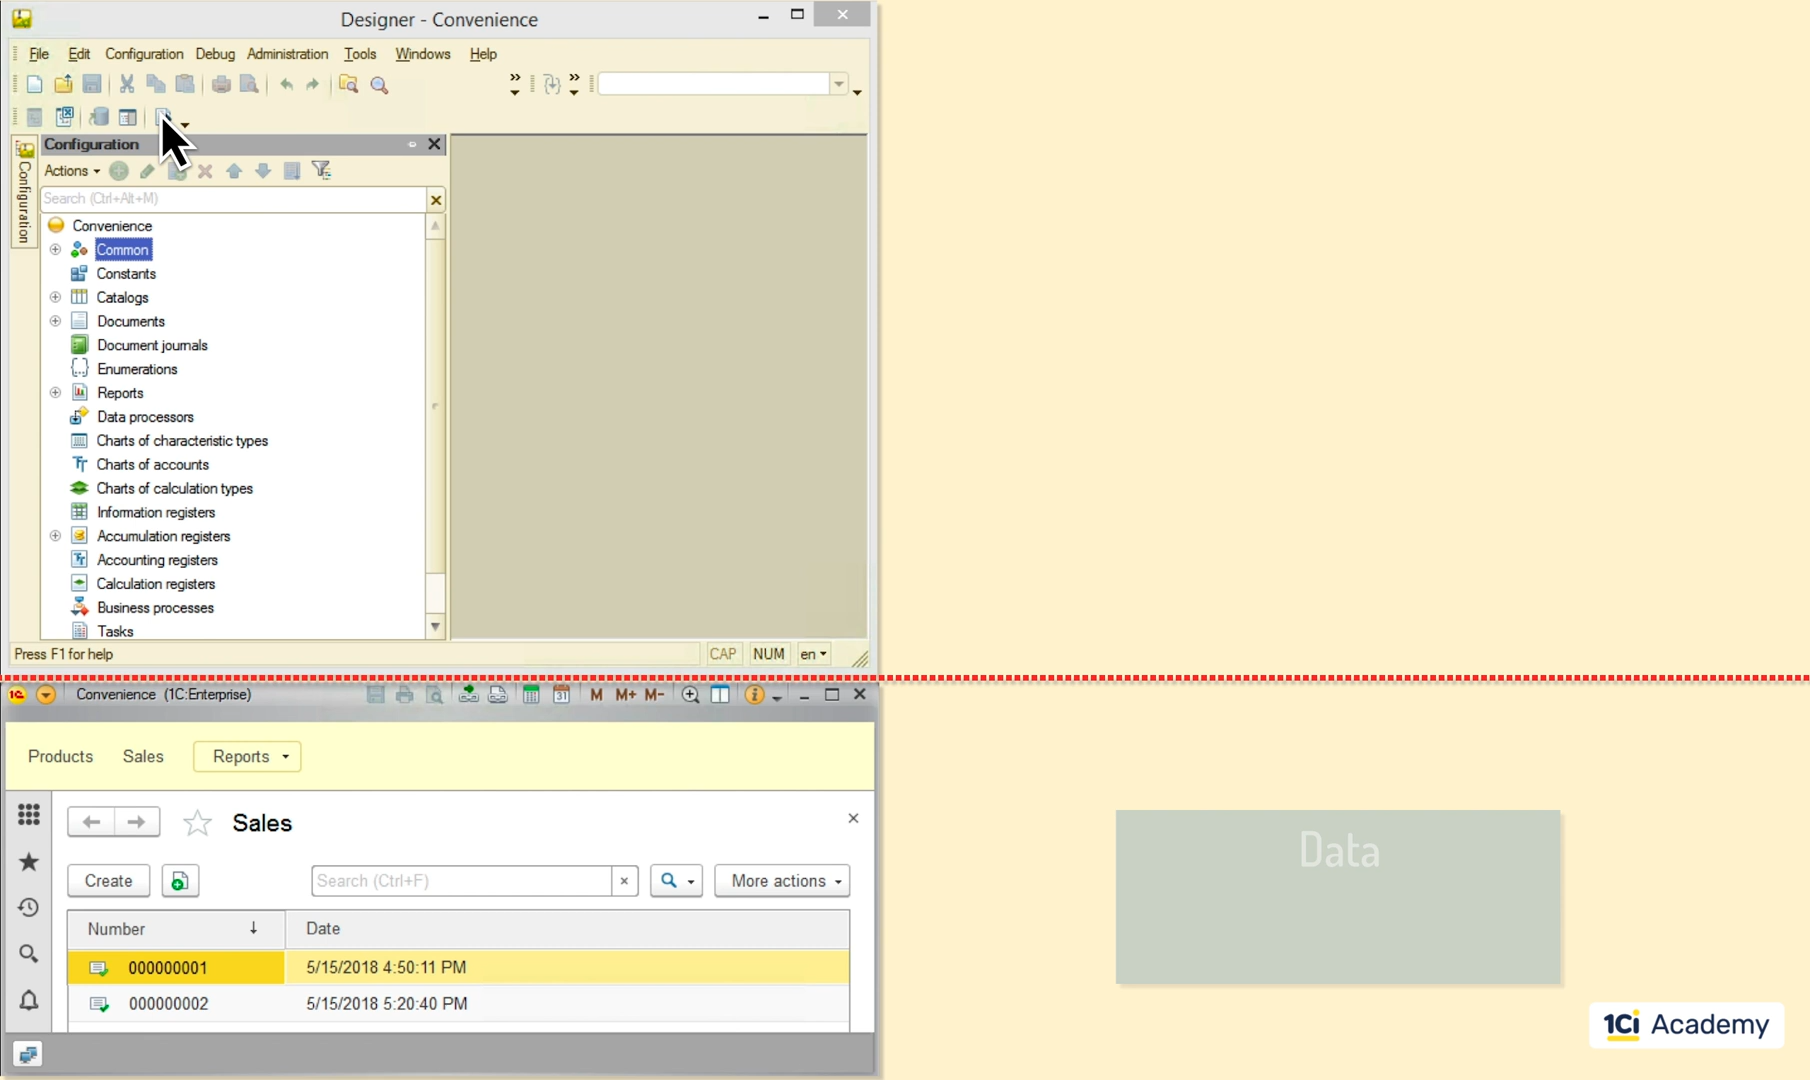 Designer - Convenience
File Edit Configuration Debug Administration Tools Windows Help
Configuration
Configuration
Actions
Search (Ctrl+Alt+M)
Convenience
Common
Constants
Catalogs
Documents
Document journals
Enumerations
Reports
Data processors
Charts of characteristic types
Charts of accounts
Charts of calculation types
Information registers
Accumulation registers
Accounting registers
Calculation registers
Business processes
Tasks
Press F1 for help
CAP NUM en
Convenience (1C:Enterprise)
31 M M+ M-
Products Sales Reports
Sales
Create
Search (Ctrl+F)
More actions
Number Date
000000001 5/15/2018 4:50:11 PM
000000002 5/15/2018 5:20:40 PM
Data
1Ci Academy